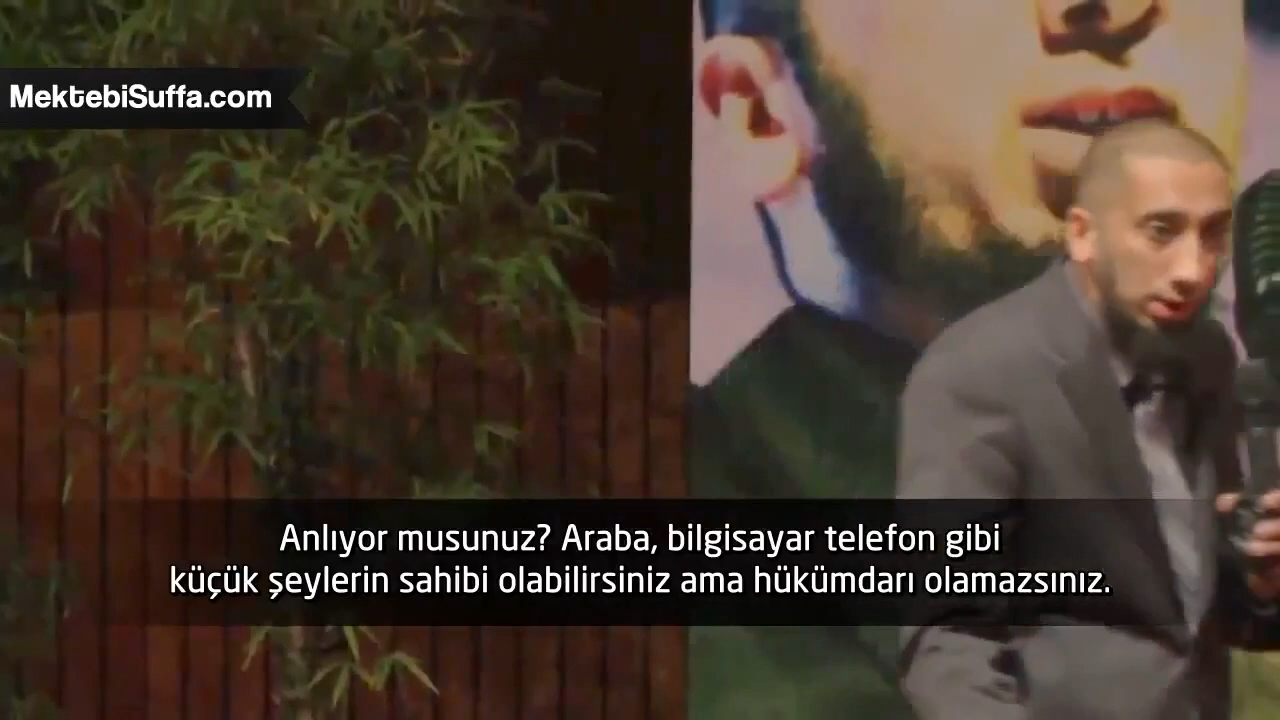 MektebiSuffa.com
Anlıyor musunuz? Araba, bilgisayar telefon gibi
küçük şeylerin sahibi olabilirsiniz ama hükümdarı olamazsınız.